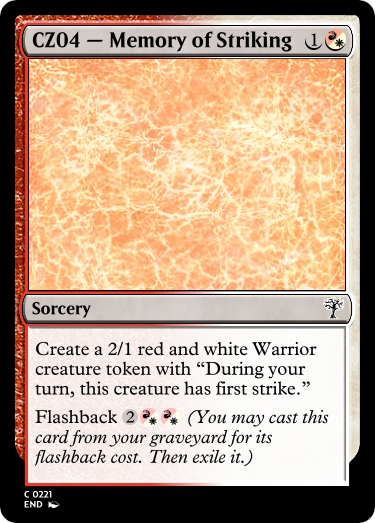 CZ04 — Memory of Striking 1
Sorcery
Create a 2/1 red and white Warrior
creature token with “During your
turn, this creature has first strike.”
Flashback 2 (You may cast this
card from your graveyard for its
flashback cost. Then exile it.)
C 0221
END